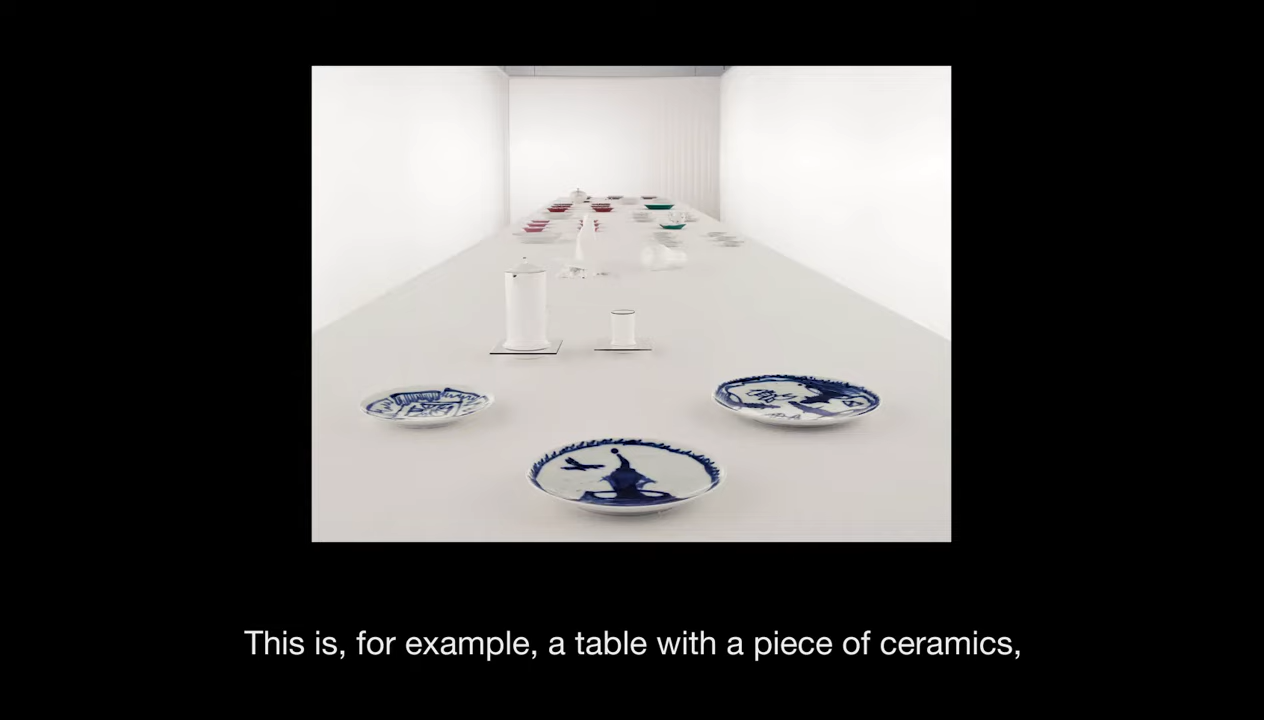 This is, for example, a table with a piece of ceramics,